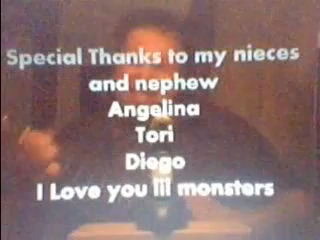 Special Thanks to my nieces
and nephew
Angelina
Tori
Diego
I Love you lil monsters